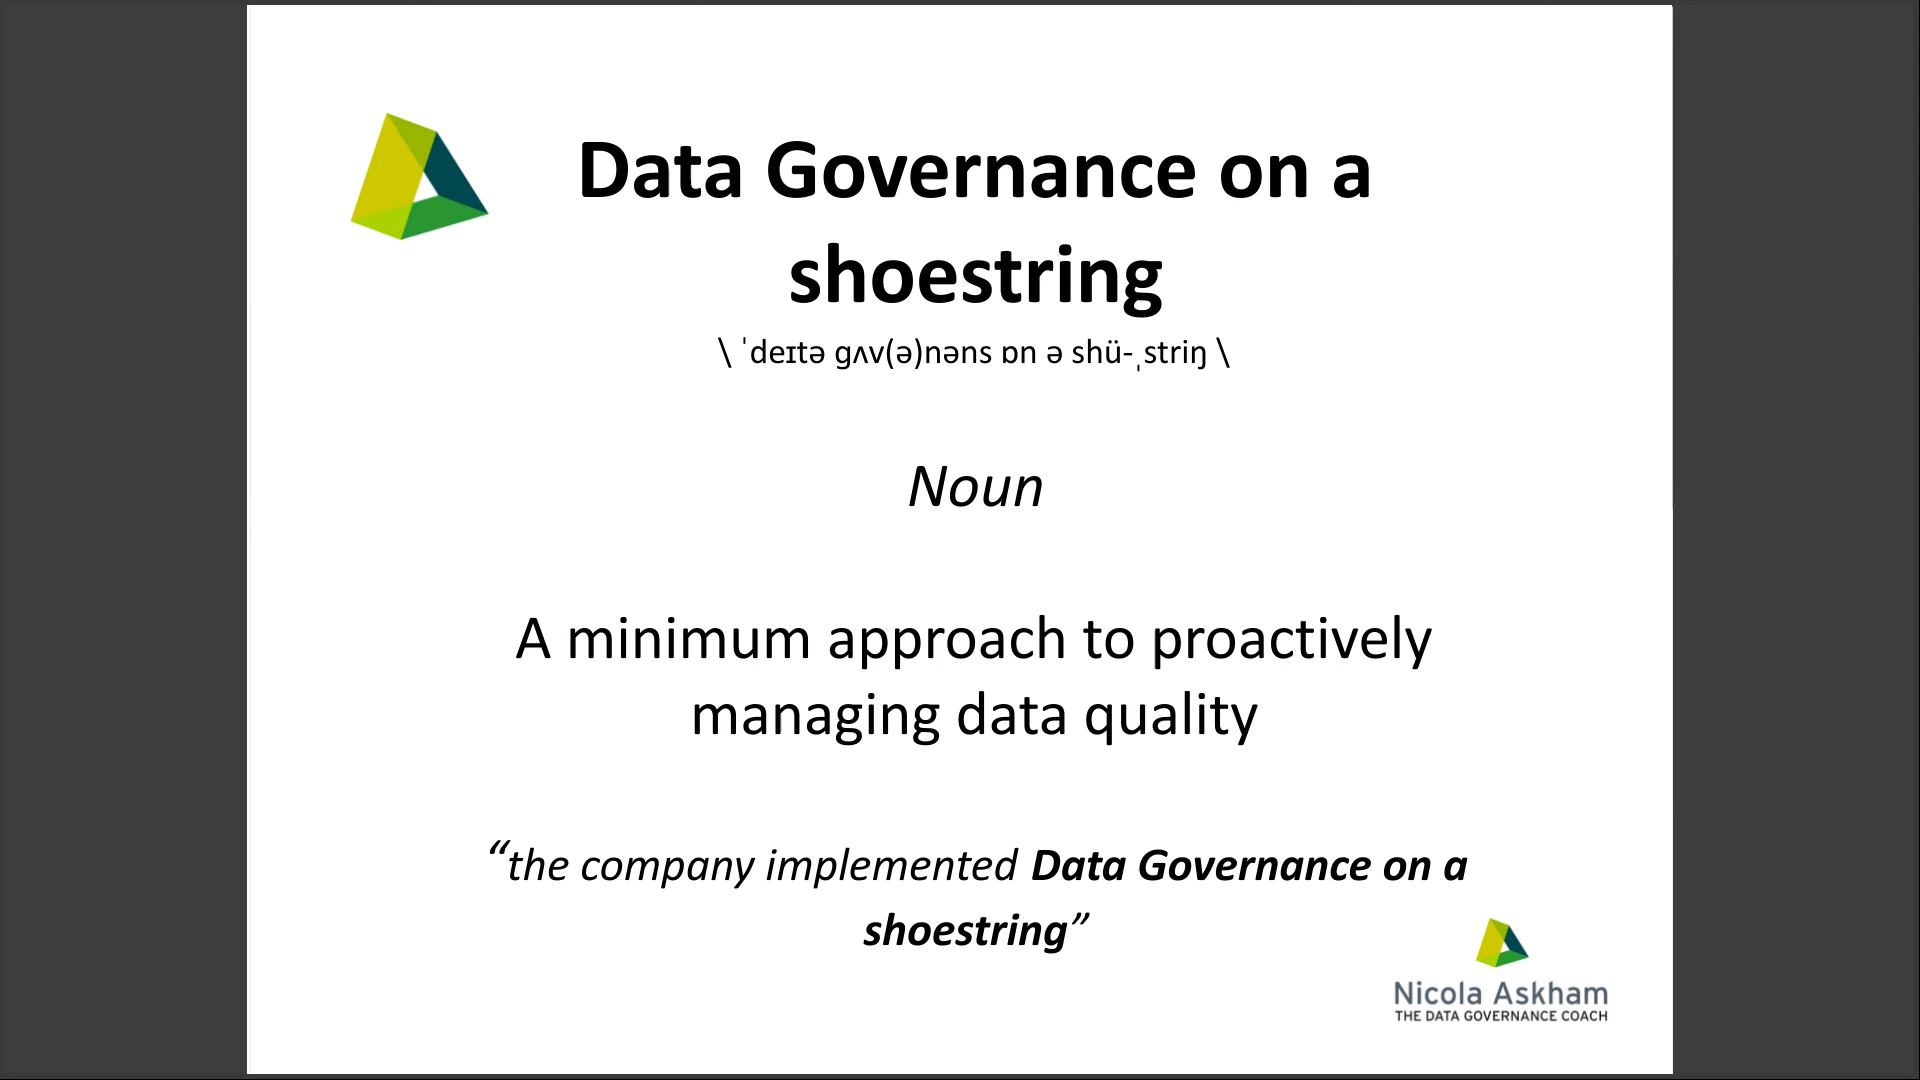 Data Governance on a
shoestring
\ ˈdeɪtə gʌv(ə)nəns ɒn ə shü-ˌstriŋ \
Noun
A minimum approach to proactively
managing data quality
“the company implemented Data Governance on a
shoestring”
Nicola Askham
THE DATA GOVERNANCE COACH